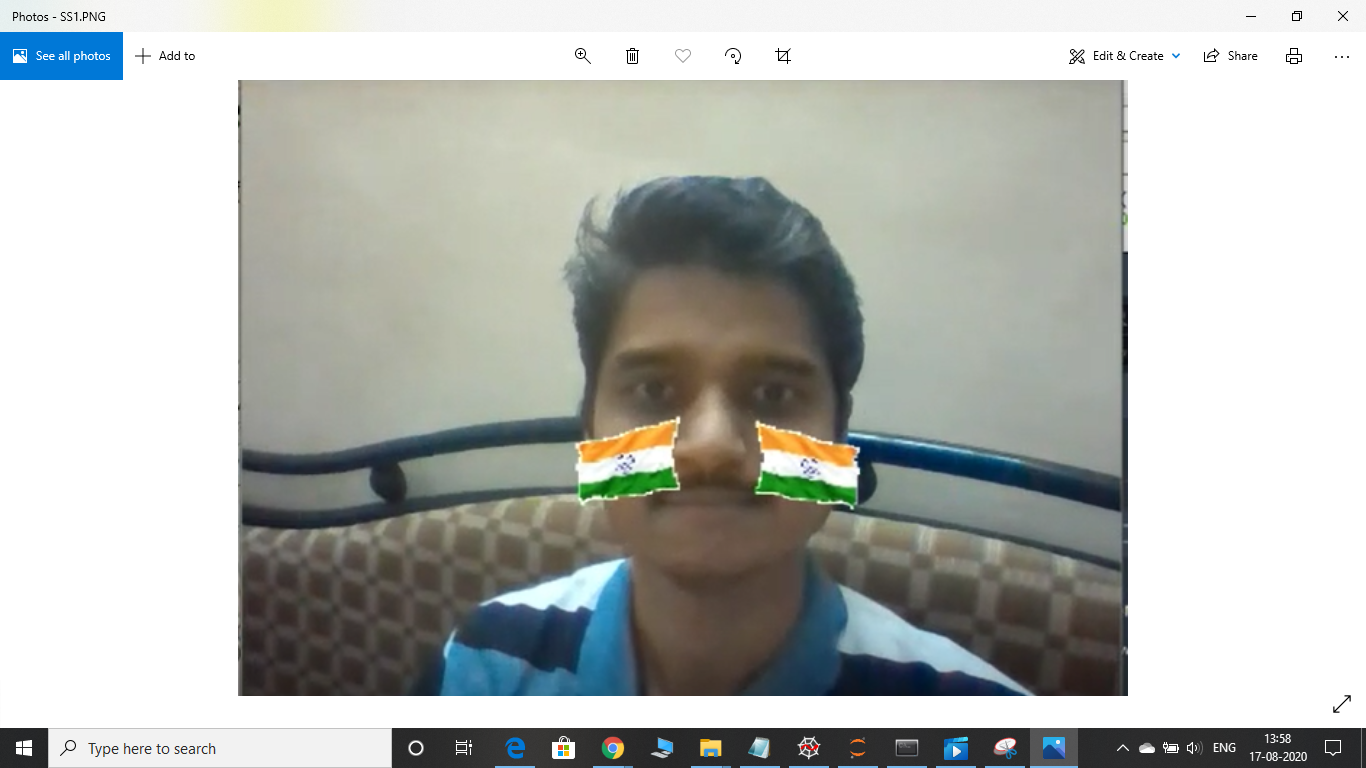 Photos - SS1.PNG
See all photos
Add to
Edit & Create
Share
Type here to search
ENG
13:58
17-08-2020